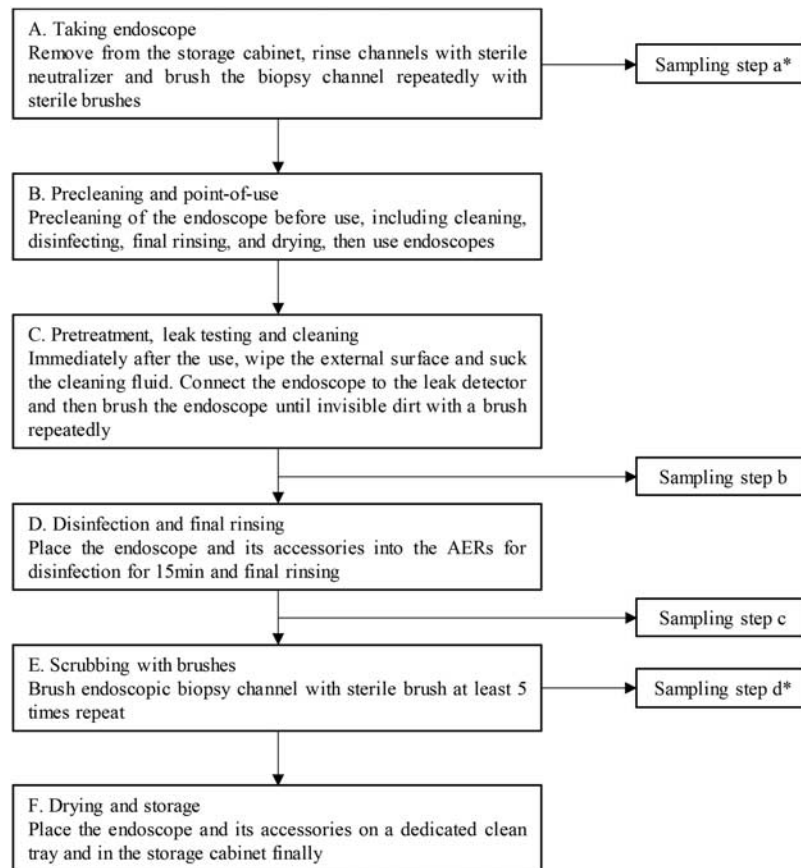 A. Taking endoscope
Remove from the storage cabinet, rinse channels with sterile
neutralizer and brush the biopsy channel repeatedly with
sterile brushes
Sampling step a*
B. Precleaning and point-of-use
Precleaning of the endoscope before use, including cleaning,
disinfecting, final rinsing, and drying, then use endoscopes
C. Pretreatment, leak testing and cleaning
Immediately after the use, wipe the external surface and suck
the cleaning fluid. Connect the endoscope to the leak detector
and then brush the endoscope until invisible dirt with a brush
repeatedly
Sampling step b
D. Disinfection and final rinsing
Place the endoscope and its accessories into the AERs for
disinfection for 15min and final rinsing
Sampling step c
E. Scrubbing with brushes
Brush endoscopic biopsy channel with sterile brush at least 5
times repeat
Sampling step d*
F. Drying and storage
Place the endoscope and its accessories on a dedicated clean
tray and in the storage cabinet finally